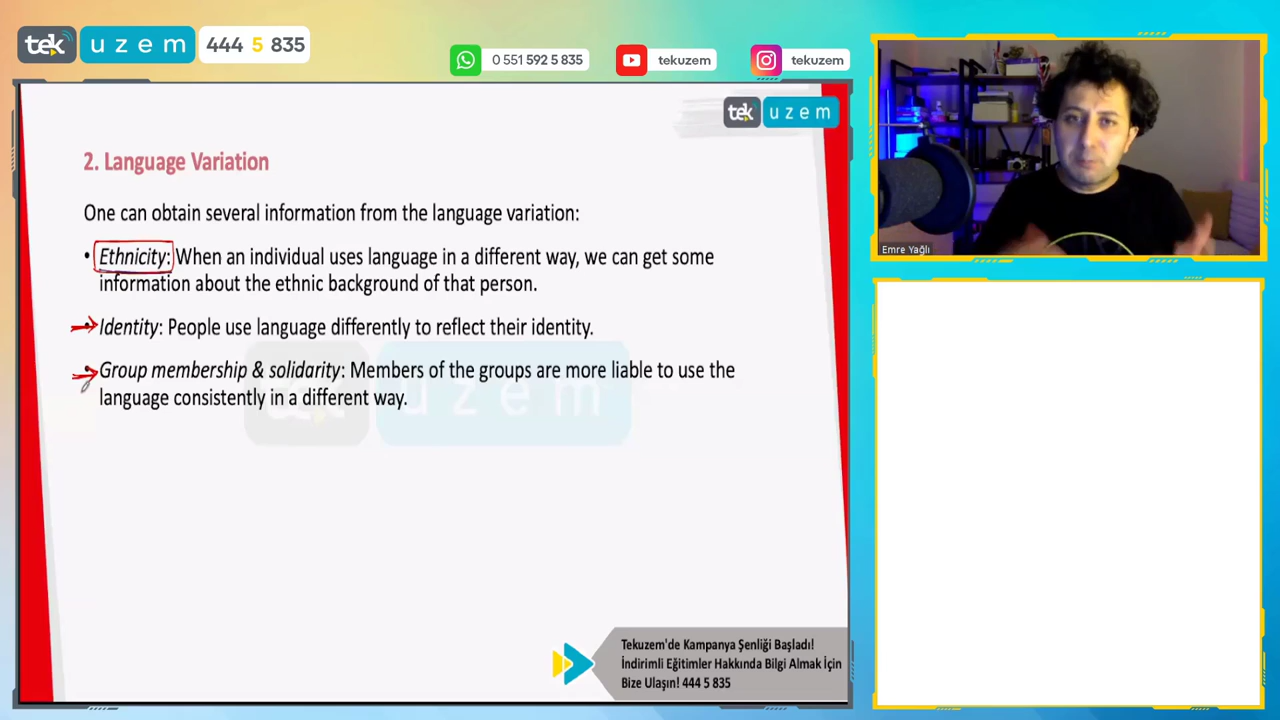 tek uzem 444 5 835
0 551 592 5 835
tekuzem
tekuzem
tek uzem
2. Language Variation
One can obtain several information from the language variation:
• Ethnicity: When an individual uses language in a different way, we can get some
information about the ethnic background of that person.
• Identity: People use language differently to reflect their identity.
• Group membership & solidarity: Members of the groups are more liable to use the
language consistently in a different way.
tek uzem
Tekuzem'de Kampanya Şenliği Başladı!
İndirimli Eğitimler Hakkında Bilgi Almak İçin
Bize Ulaşın! 444 5 835
Emre Yağlı